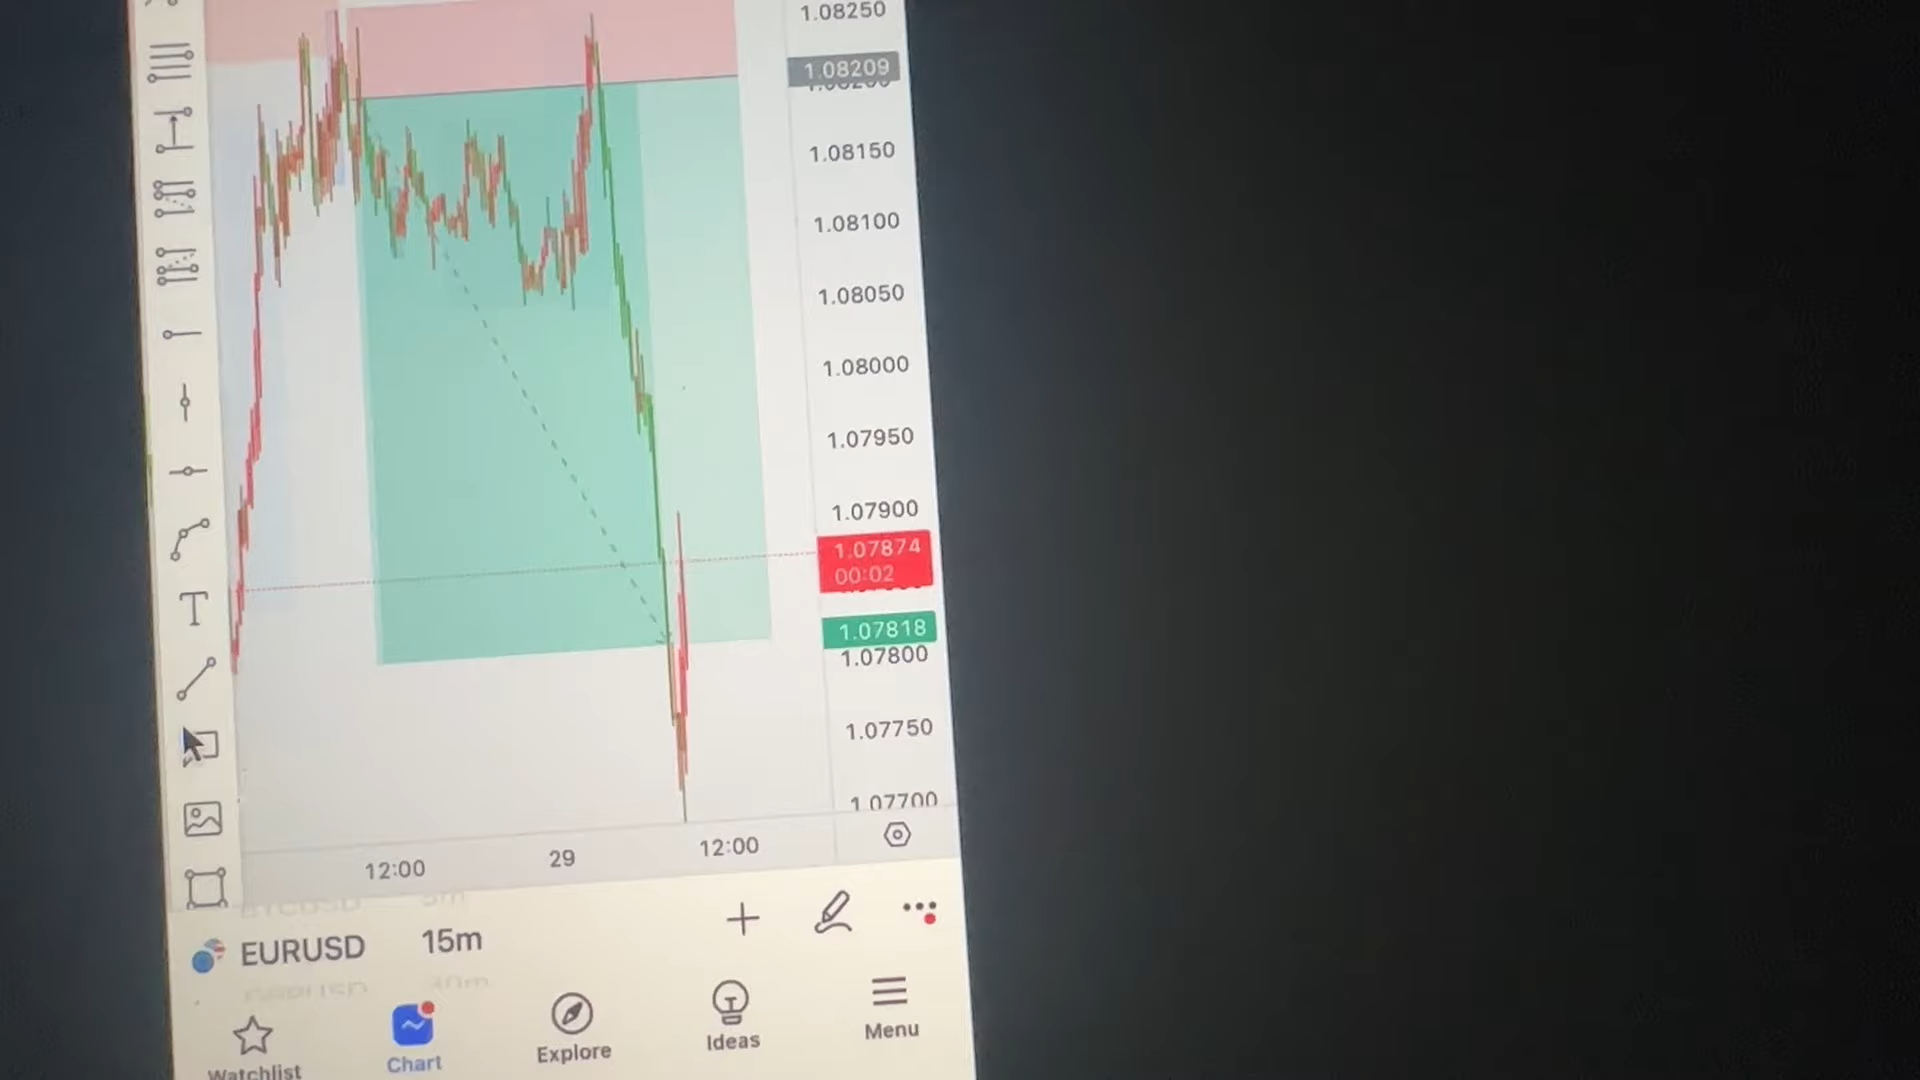 1.08250
1.08209
1.08150
1.08100
1.08050
1.08000
1.07950
1.07900
1.07874
00:02
1.07818
1.07800
1.07750
1.07700
12:00
29
12:00
EURUSD
15m
Watchlist
Chart
Explore
Ideas
Menu